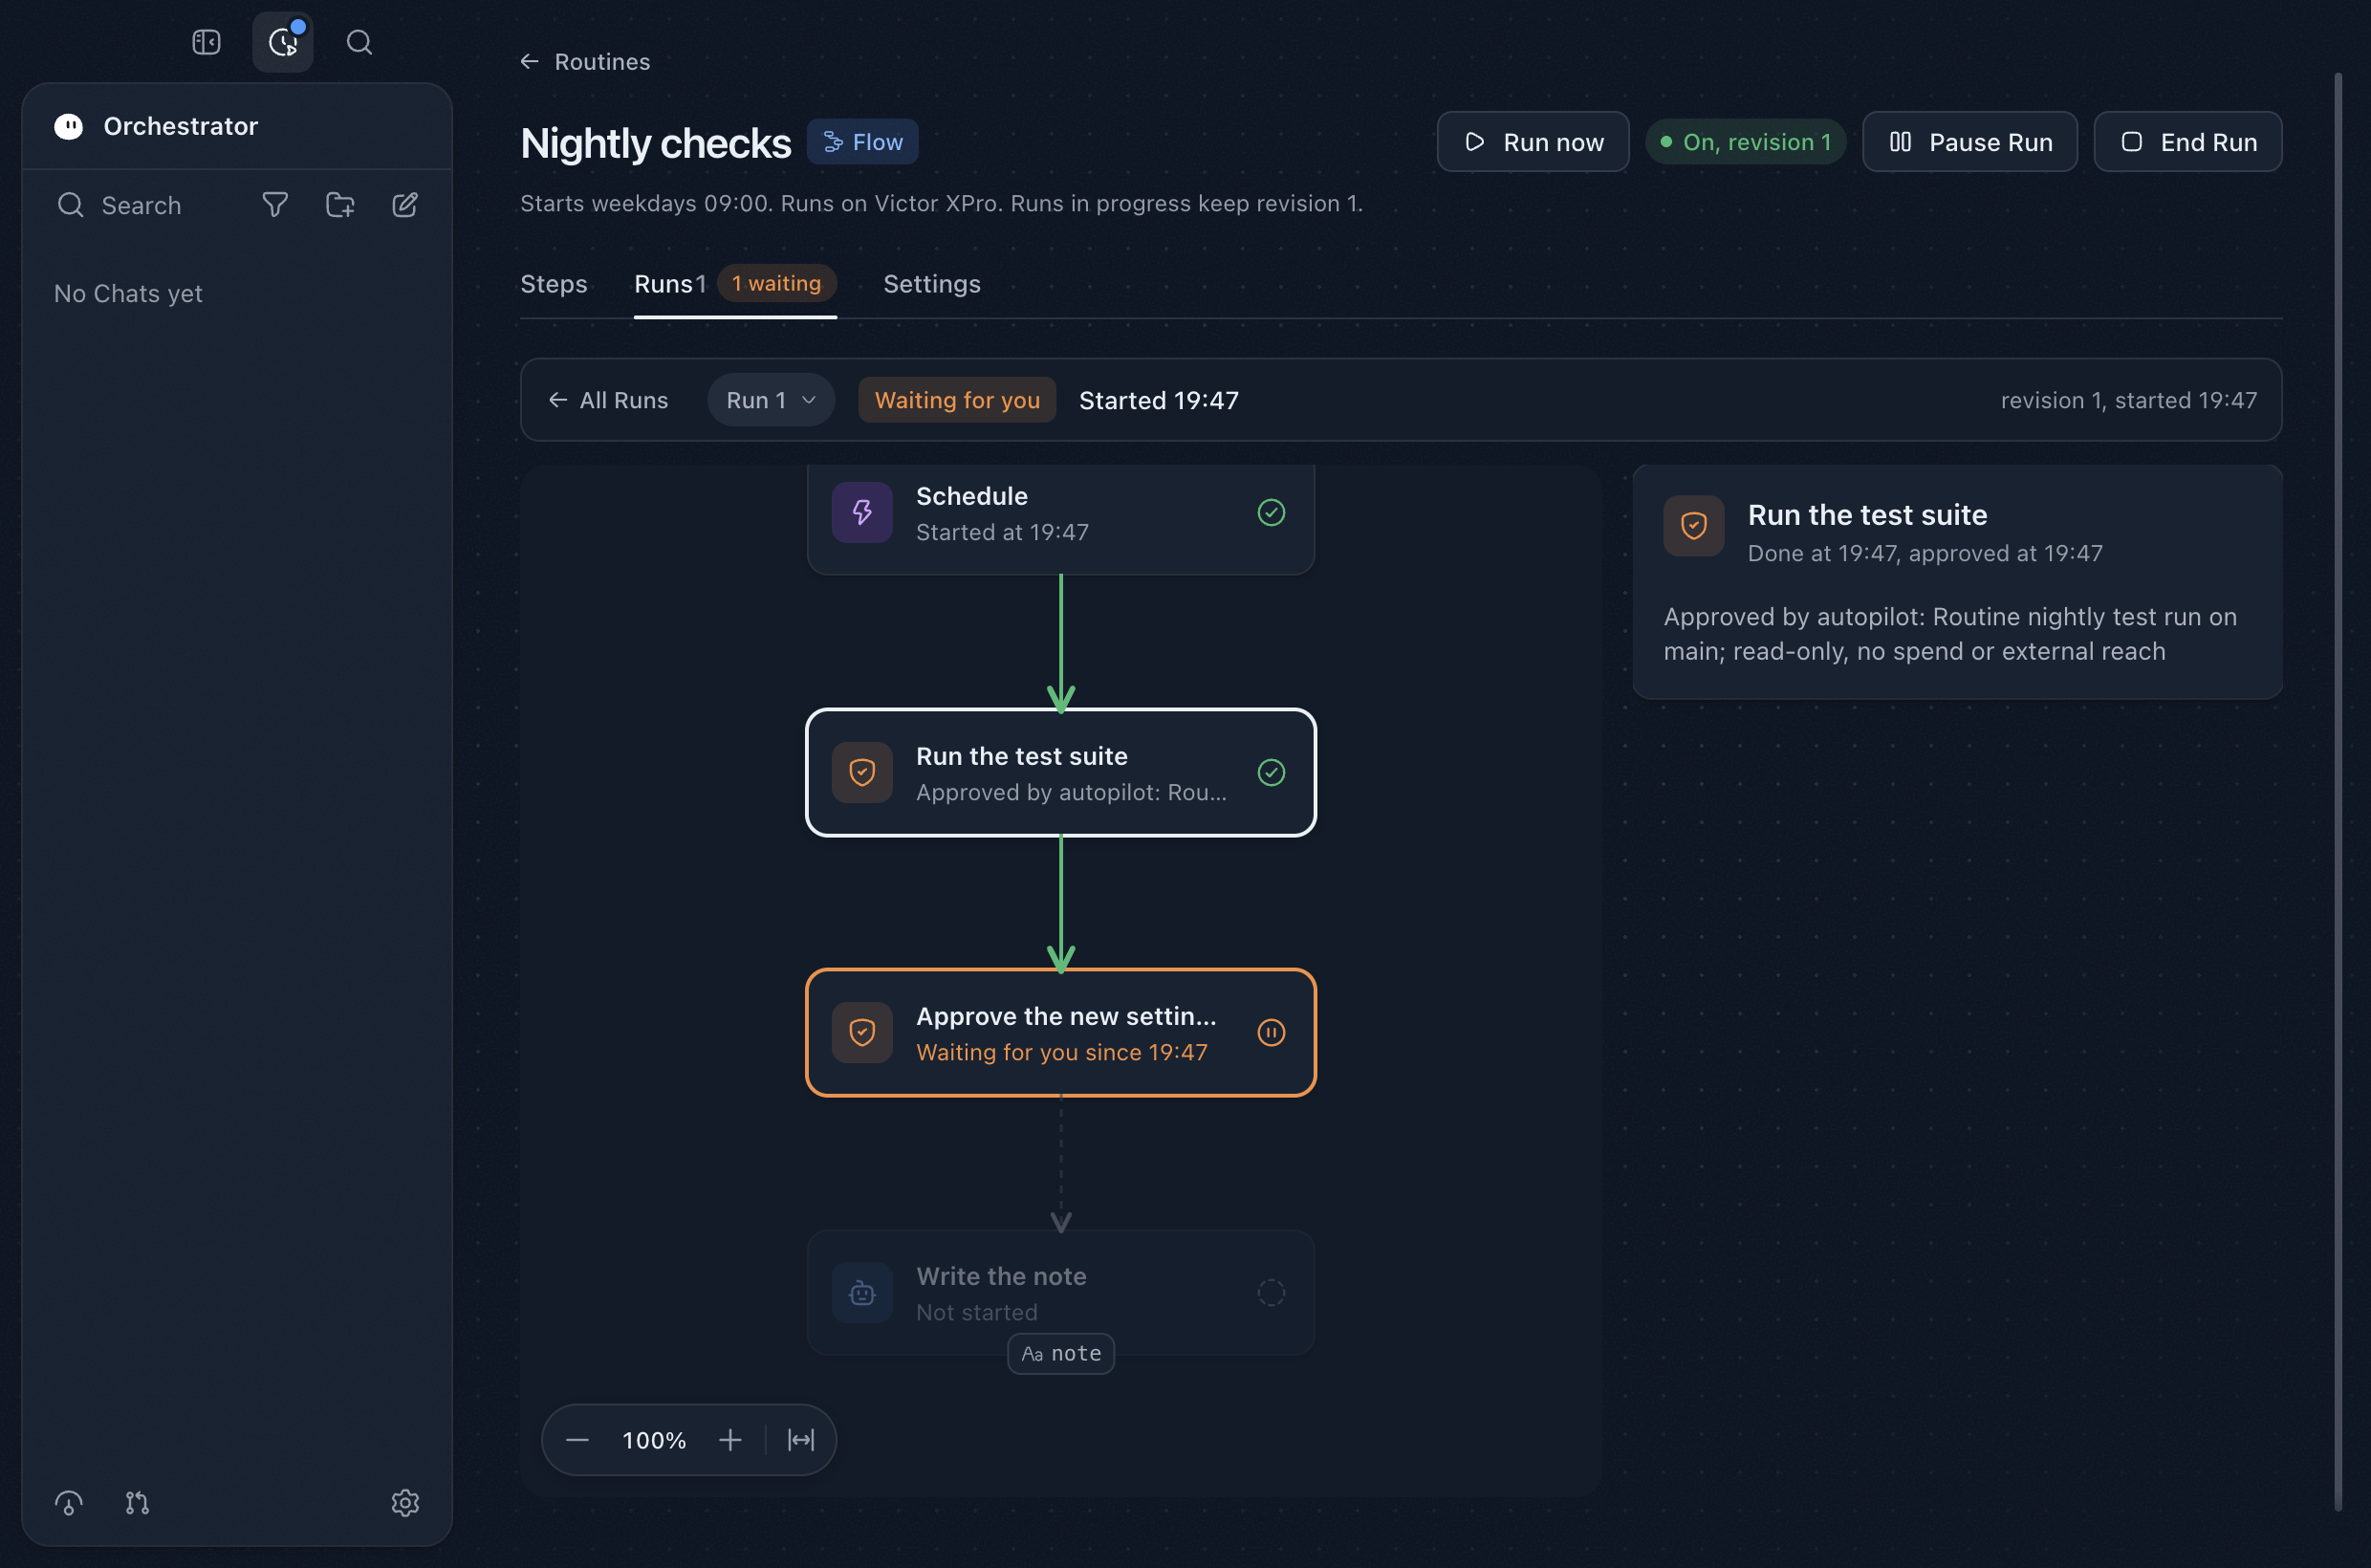 Orchestrator
Search
No Chats yet
Routines
Nightly checks
Flow
Run now
On, revision 1
Pause Run
End Run
Starts weekdays 09:00. Runs on Victor XPro. Runs in progress keep revision 1.
Steps
Runs 1
1 waiting
Settings
All Runs
Run 1
Waiting for you
Started 19:47
revision 1, started 19:47
Schedule
Started at 19:47
Run the test suite
Approved by autopilot: Rou...
Approve the new settin...
Waiting for you since 19:47
Write the note
Not started
Aa note
100%
Run the test suite
Done at 19:47, approved at 19:47
Approved by autopilot: Routine nightly test run on
main; read-only, no spend or external reach